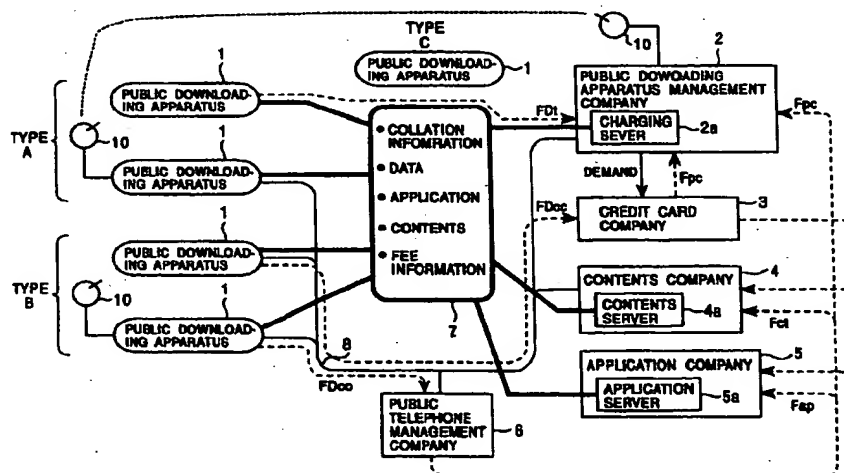 TYPE
C
PUBLIC DOWNLOAD-
ING APPARATUS
1
10
2
PUBLIC DOWOADING
APPARATUS MANAGEMENT
COMPANY
CHARGING
SEVER
2a
Fpc
FDt
1
PUBLIC DOWNLOAD-
ING APPARATUS
TYPE
A
10
1
PUBLIC DOWNLOAD-
ING APPARATUS
• COLLATION
INFOMRATION
• DATA
• APPLICATION
• CONTENTS
• FEE
INFORMATION
7
DEMAND
Fpc
3
FDcc
CREDIT CARD
COMPANY
1
PUBLIC DOWNLOAD-
ING APPARATUS
TYPE
B
10
1
PUBLIC DOWNLOAD-
ING APPARATUS
4
CONTENTS COMPANY
CONTENTS
SERVER
4a
Fct
8
FDco
5
APPLICATION COMPANY
APPLICATION
SERVER
5a
Fap
PUBLIC
TELEPHONE
MANAGEMENT
COMPANY
6